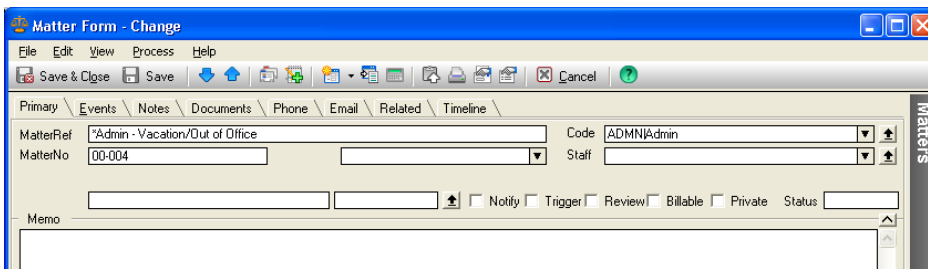 Matter Form - Change
File Edit View Process Help
Save & Close Save Cancel ?
Primary Events Notes Documents Phone Email Related Timeline
MatterRef *Admin - Vacation/Out of Office Code ADMN|Admin
MatterNo 00-004 Staff
Notify Trigger Review Billable Private Status
Memo
Matters